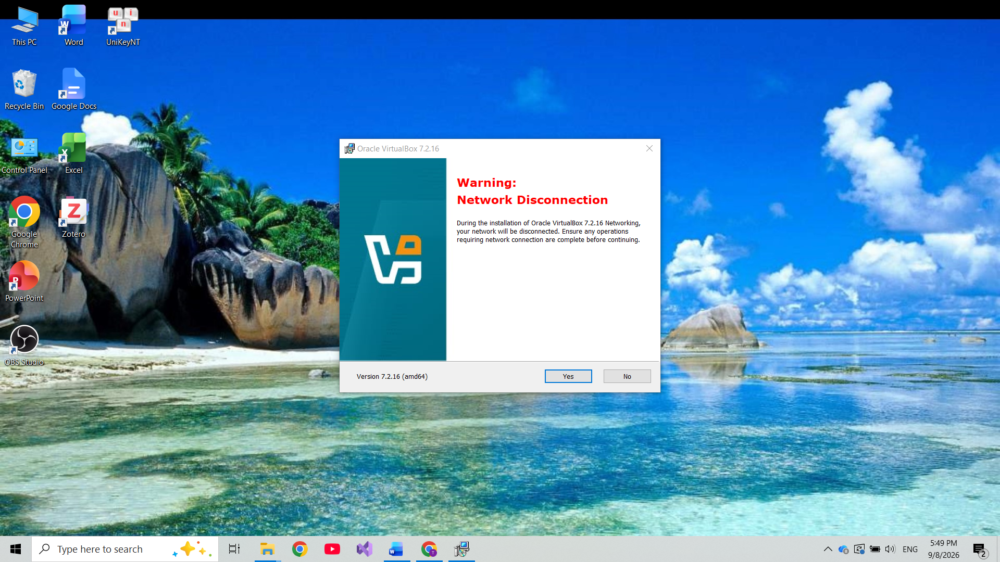 This PC
Word
UniKeyNT
Recycle Bin
Google Docs
Control Panel
Excel
Google
Chrome
Zotero
PowerPoint
OBS Studio
Oracle VirtualBox 7.2.16
Warning:
Network Disconnection
During the installation of Oracle VirtualBox 7.2.16 Networking,
your network will be disconnected. Ensure any operations
requiring network connection are complete before continuing.
Version 7.2.16 (amd64)
Yes
No
Type here to search
ENG
5:49 PM
9/8/2026
2